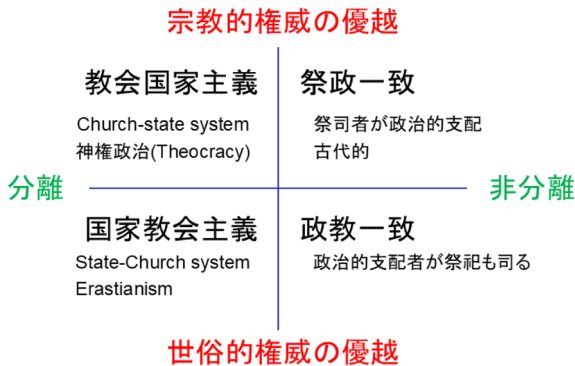 宗教的権威の優越
教会国家主義
Church-state system
神権政治(Theocracy)
祭政一致
祭司者が政治的支配
古代的
分離
非分離
国家教会主義
State-Church system
Erastianism
政教一致
政治的支配者が祭祀も司る
世俗的権威の優越